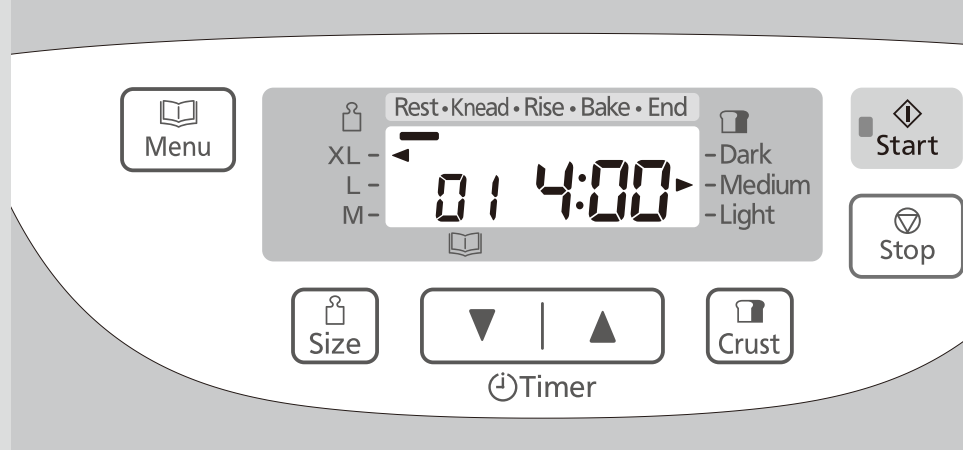 Menu
Rest • Knead • Rise • Bake • End
XL
L
M
01 4:00
Dark
Medium
Light
Start
Stop
Size
Timer
Crust